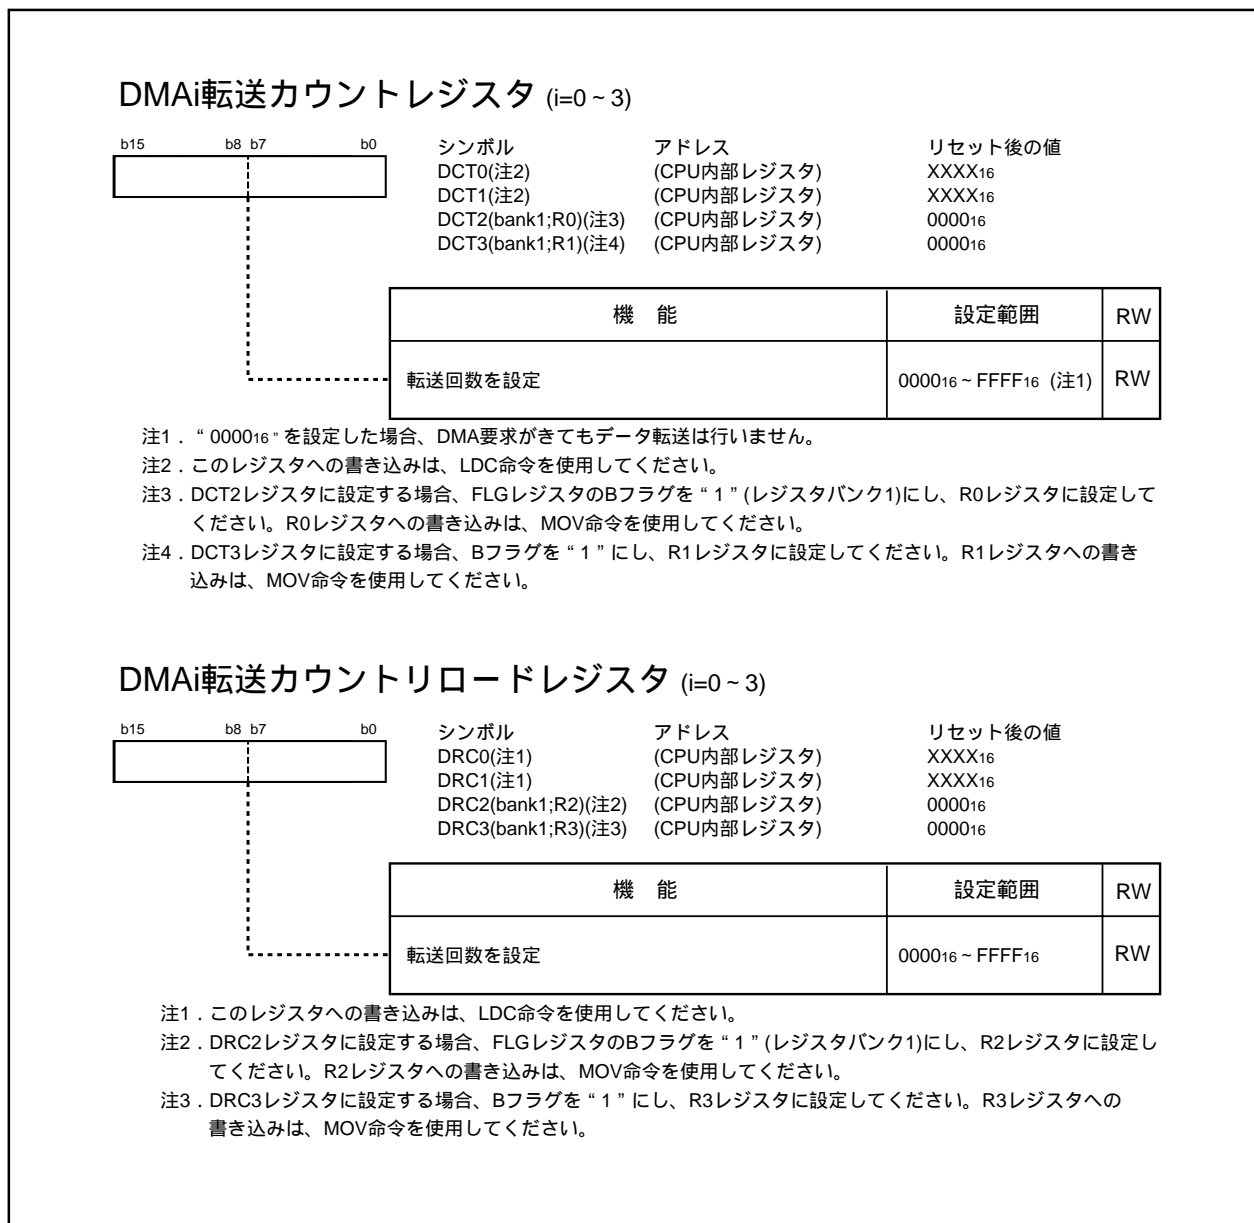 DMAi転送カウントレジスタ (i=0 ~ 3)
b15 b8 b7 b0 シンボル アドレス リセット後の値
DCT0(注2) (CPU内部レジスタ) XXXX16
DCT1(注2) (CPU内部レジスタ) XXXX16
DCT2(bank1;R0)(注3) (CPU内部レジスタ) 000016
DCT3(bank1;R1)(注4) (CPU内部レジスタ) 000016
機 能 設定範囲 RW
転送回数を設定 000016 ~ FFFF16 (注1) RW
注1．“ 000016 ” を設定した場合、DMA要求がきてもデータ転送は行いません。
注2．このレジスタへの書き込みは、LDC命令を使用してください。
注3．DCT2レジスタに設定する場合、FLGレジスタのBフラグを “ 1 ” (レジスタバンク1)にし、R0レジスタに設定して
ください。R0レジスタへの書き込みは、MOV命令を使用してください。
注4．DCT3レジスタに設定する場合、Bフラグを “ 1 ” にし、R1レジスタに設定してください。R1レジスタへの書き
込みは、MOV命令を使用してください。
DMAi転送カウントリロードレジスタ (i=0 ~ 3)
b15 b8 b7 b0 シンボル アドレス リセット後の値
DRC0(注1) (CPU内部レジスタ) XXXX16
DRC1(注1) (CPU内部レジスタ) XXXX16
DRC2(bank1;R2)(注2) (CPU内部レジスタ) 000016
DRC3(bank1;R3)(注3) (CPU内部レジスタ) 000016
機 能 設定範囲 RW
転送回数を設定 000016 ~ FFFF16 RW
注1．このレジスタへの書き込みは、LDC命令を使用してください。
注2．DRC2レジスタに設定する場合、FLGレジスタのBフラグを “ 1 ” (レジスタバンク1)にし、R2レジスタに設定し
てください。R2レジスタへの書き込みは、MOV命令を使用してください。
注3．DRC3レジスタに設定する場合、Bフラグを “ 1 ” にし、R3レジスタに設定してください。R3レジスタへの
書き込みは、MOV命令を使用してください。